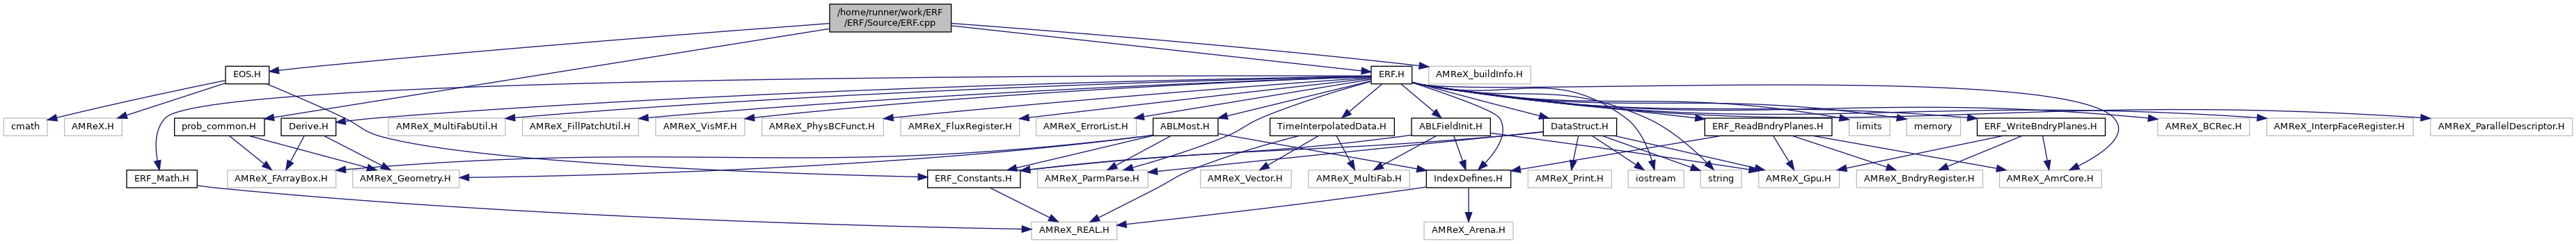 /home/runner/work/ERF
/ERF/Source/ERF.cpp
EOS.H
ERF.H
AMReX_buildInfo.H
cmath
AMReX.H
prob_common.H
Derive.H
AMReX_MultiFabUtil.H
AMReX_FillPatchUtil.H
AMReX_VisMF.H
AMReX_PhysBCFunct.H
AMReX_FluxRegister.H
AMReX_ErrorList.H
ABLMost.H
TimeInterpolatedData.H
ABLFieldInit.H
DataStruct.H
ERF_ReadBndryPlanes.H
limits
memory
ERF_WriteBndryPlanes.H
AMReX_BCRec.H
AMReX_InterpFaceRegister.H
AMReX_ParallelDescriptor.H
ERF_Math.H
AMReX_FArrayBox.H
AMReX_Geometry.H
ERF_Constants.H
AMReX_ParmParse.H
AMReX_Vector.H
AMReX_MultiFab.H
IndexDefines.H
AMReX_Print.H
iostream
string
AMReX_Gpu.H
AMReX_BndryRegister.H
AMReX_AmrCore.H
AMReX_REAL.H
AMReX_Arena.H